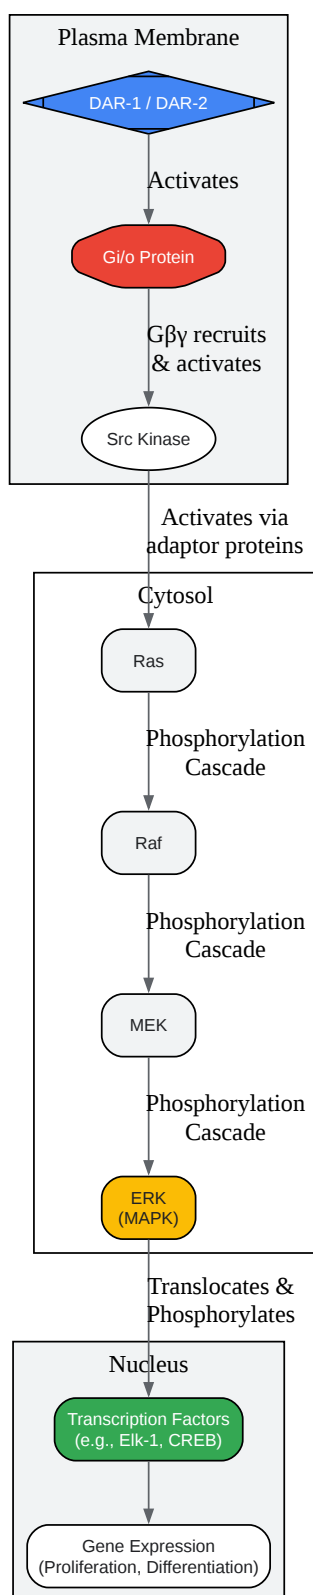 Plasma Membrane
DAR-1 / DAR-2
Activates
Gi/o Protein
Gβγ recruits
& activates
Src Kinase
Activates via
adaptor proteins
Cytosol
Ras
Phosphorylation
Cascade
Raf
Phosphorylation
Cascade
MEK
Phosphorylation
Cascade
ERK
(MAPK)
Translocates &
Phosphorylates
Nucleus
Transcription Factors
(e.g., Elk-1, CREB)
Gene Expression
(Proliferation, Differentiation)